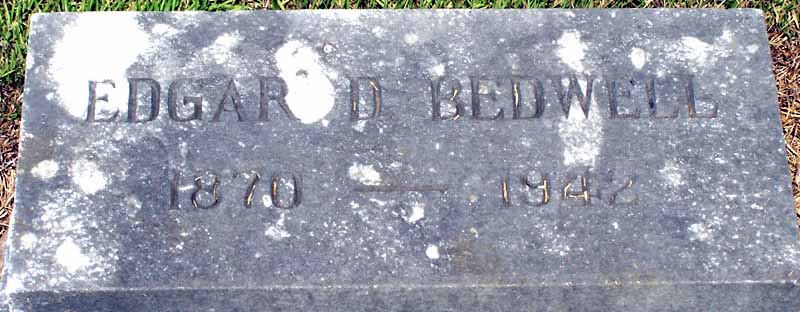 EDGAR D BEDWELL
1870 — 1942